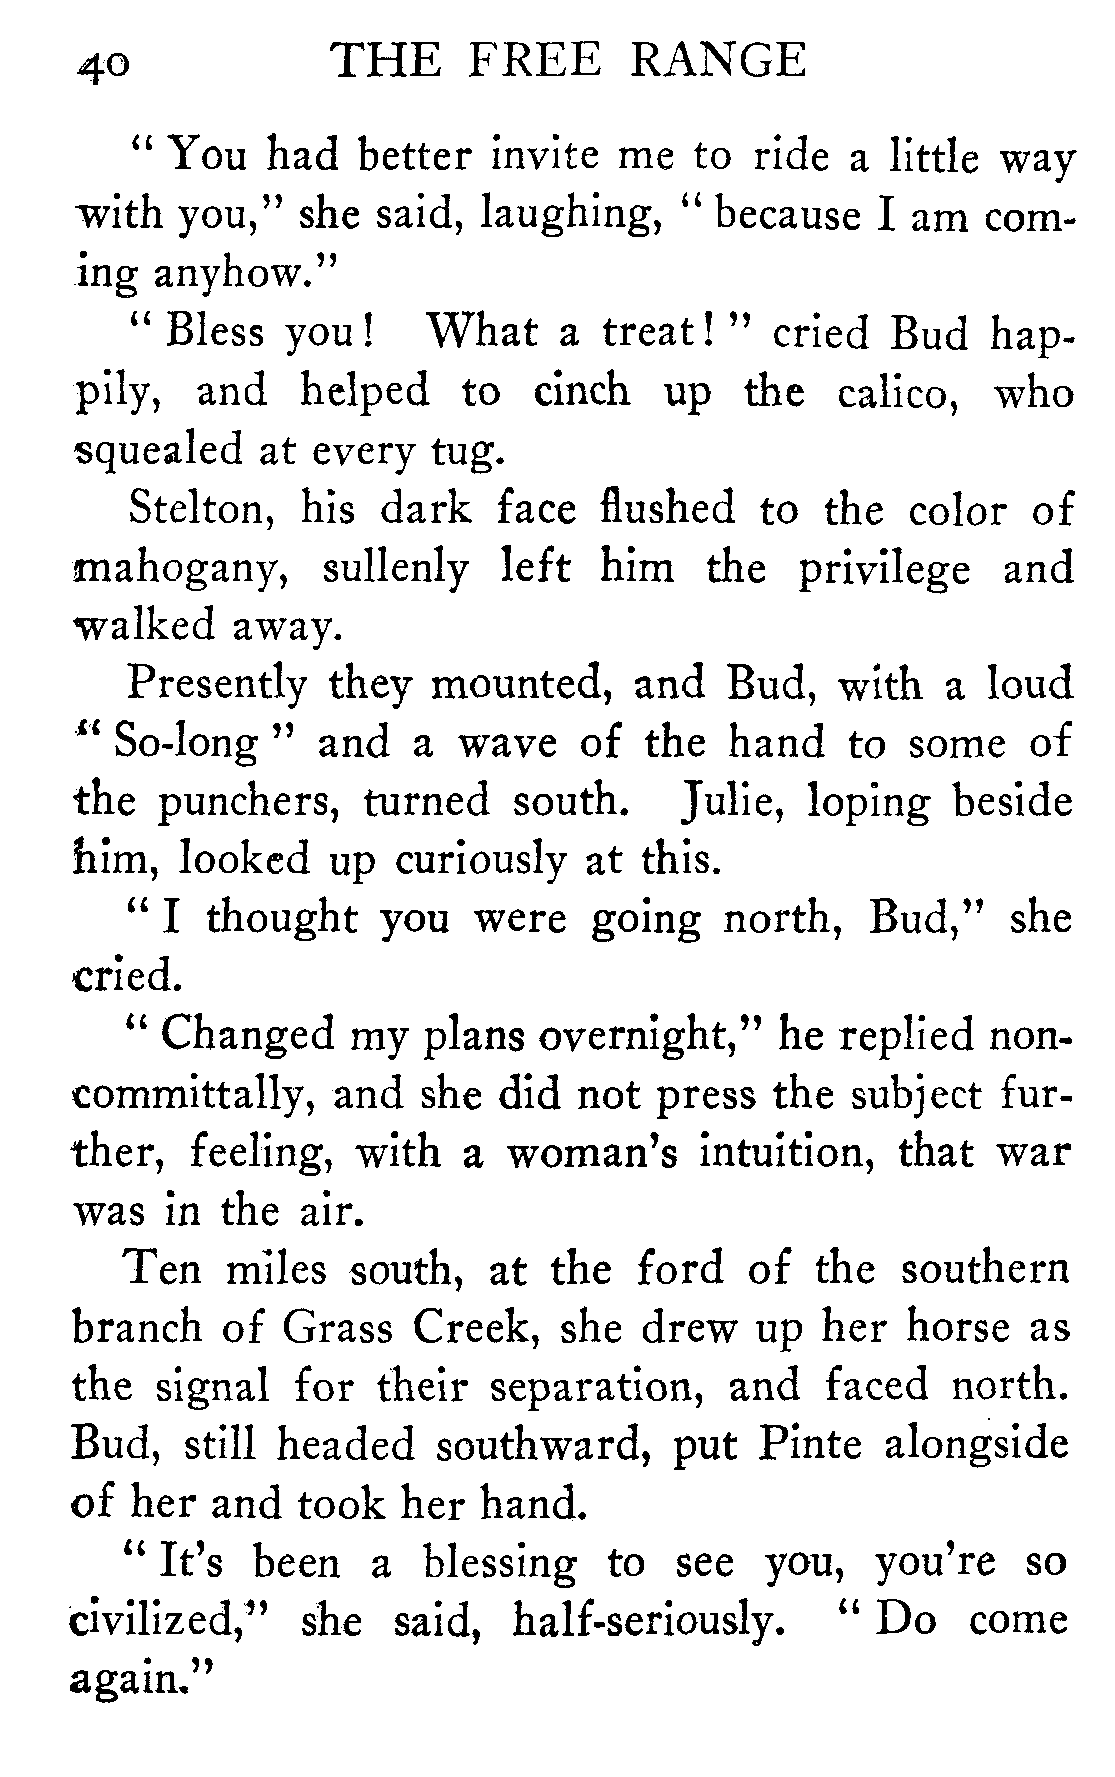 40 THE FREE RANGE
" You had better invite me to ride a little way
with you," she said, laughing, " because I am com-
ing anyhow."
" Bless you! What a treat! " cried Bud hap-
pily, and helped to cinch up the calico, who
squealed at every tug.
Stelton, his dark face flushed to the color of
mahogany, sullenly left him the privilege and
walked away.
Presently they mounted, and Bud, with a loud
" So-long " and a wave of the hand to some of
the punchers, turned south. Julie, loping beside
him, looked up curiously at this.
" I thought you were going north, Bud," she
cried.
" Changed my plans overnight," he replied non-
committally, and she did not press the subject fur-
ther, feeling, with a woman's intuition, that war
was in the air.
Ten miles south, at the ford of the southern
branch of Grass Creek, she drew up her horse as
the signal for their separation, and faced north.
Bud, still headed southward, put Pinte alongside
of her and took her hand.
" It's been a blessing to see you, you're so
civilized," she said, half-seriously. " Do come
again."